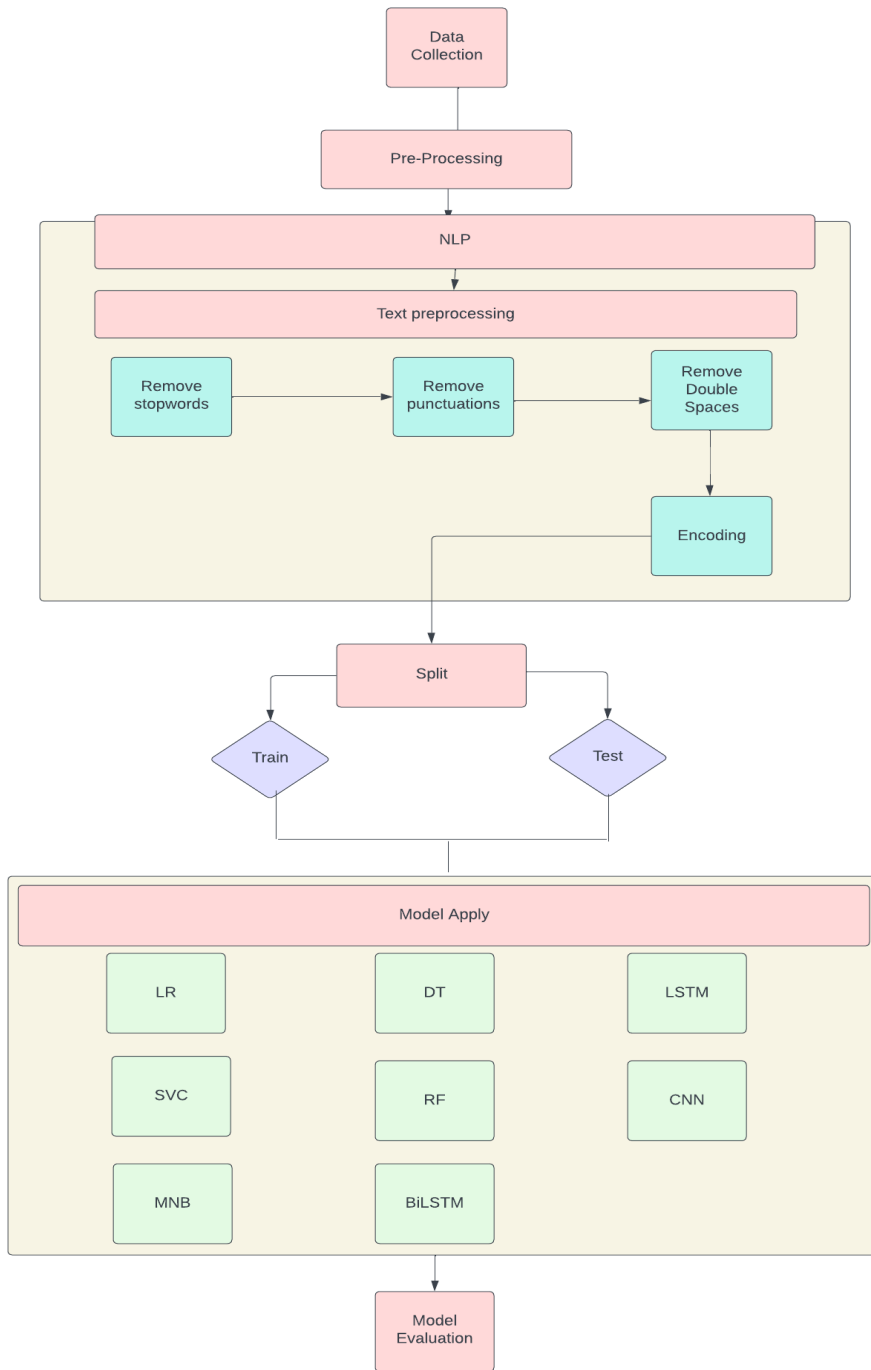 Data
Collection
Pre-Processing
NLP
Text preprocessing
Remove
stopwords
Remove
punctuations
Remove
Double
Spaces
Encoding
Split
Train
Test
Model Apply
LR
DT
LSTM
SVC
RF
CNN
MNB
BiLSTM
Model
Evaluation